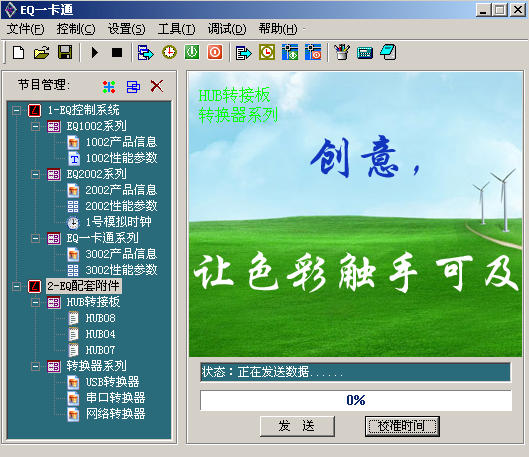 EQ一卡通
文件(F) 控制(C) 设置(S) 工具(T) 调试(D) 帮助(H)
节目管理:
1-EQ控制系统
EQ1002系列
1002产品信息
1002性能参数
EQ2002系列
2002产品信息
2002性能参数
1号模拟时钟
EQ一卡通系列
3002产品信息
3002性能参数
2-EQ配套附件
HUB转接板
HUB08
HUB04
HUB07
转换器系列
USB转换器
串口转换器
网络转换器
HUB转接板
转换器系列
创意,
让色彩触手可及
状态：正在发送数据......
0%
发 送
校准时间